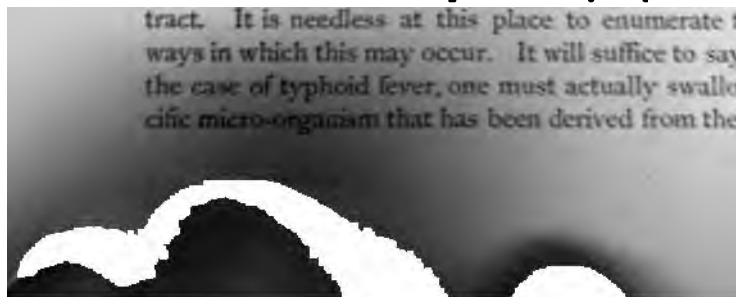 tract. It is needless at this place to enumerate
ways in which this may occur. It will suffice to say
the case of typhoid fever, one must actually
cific micro-organism that has been derived from the